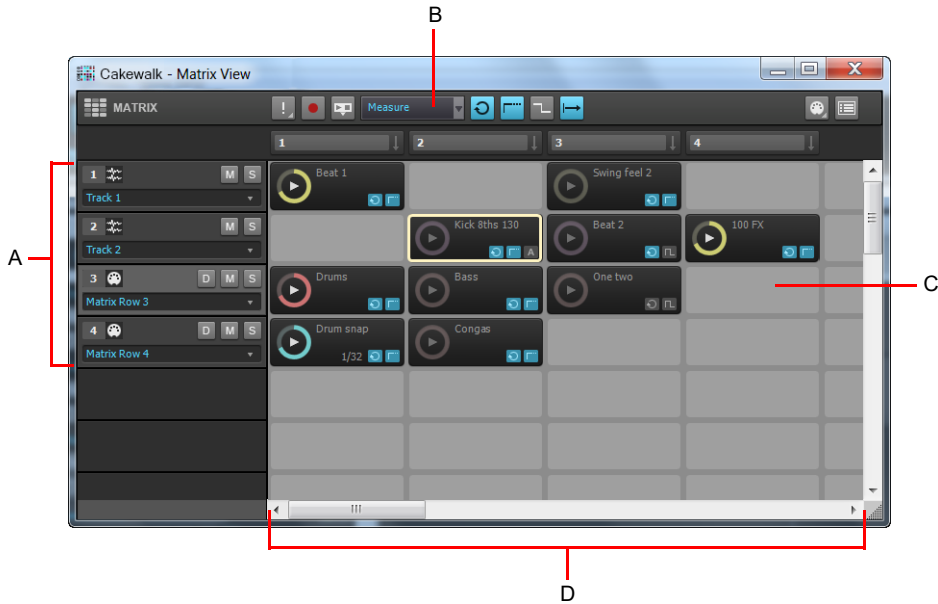 B
Cakewalk - Matrix View
X
MATRIX
! Measure
1 2 3 4
1 M S
Track 1
Beat 1
Swing feel 2
2 M S
Track 2
Kick 8ths 130
A
Beat 2
100 FX
A
3 D M S
Matrix Row 3
Drums
Bass
One two
C
4 D M S
Matrix Row 4
Drum snap
1/32
Congas
D